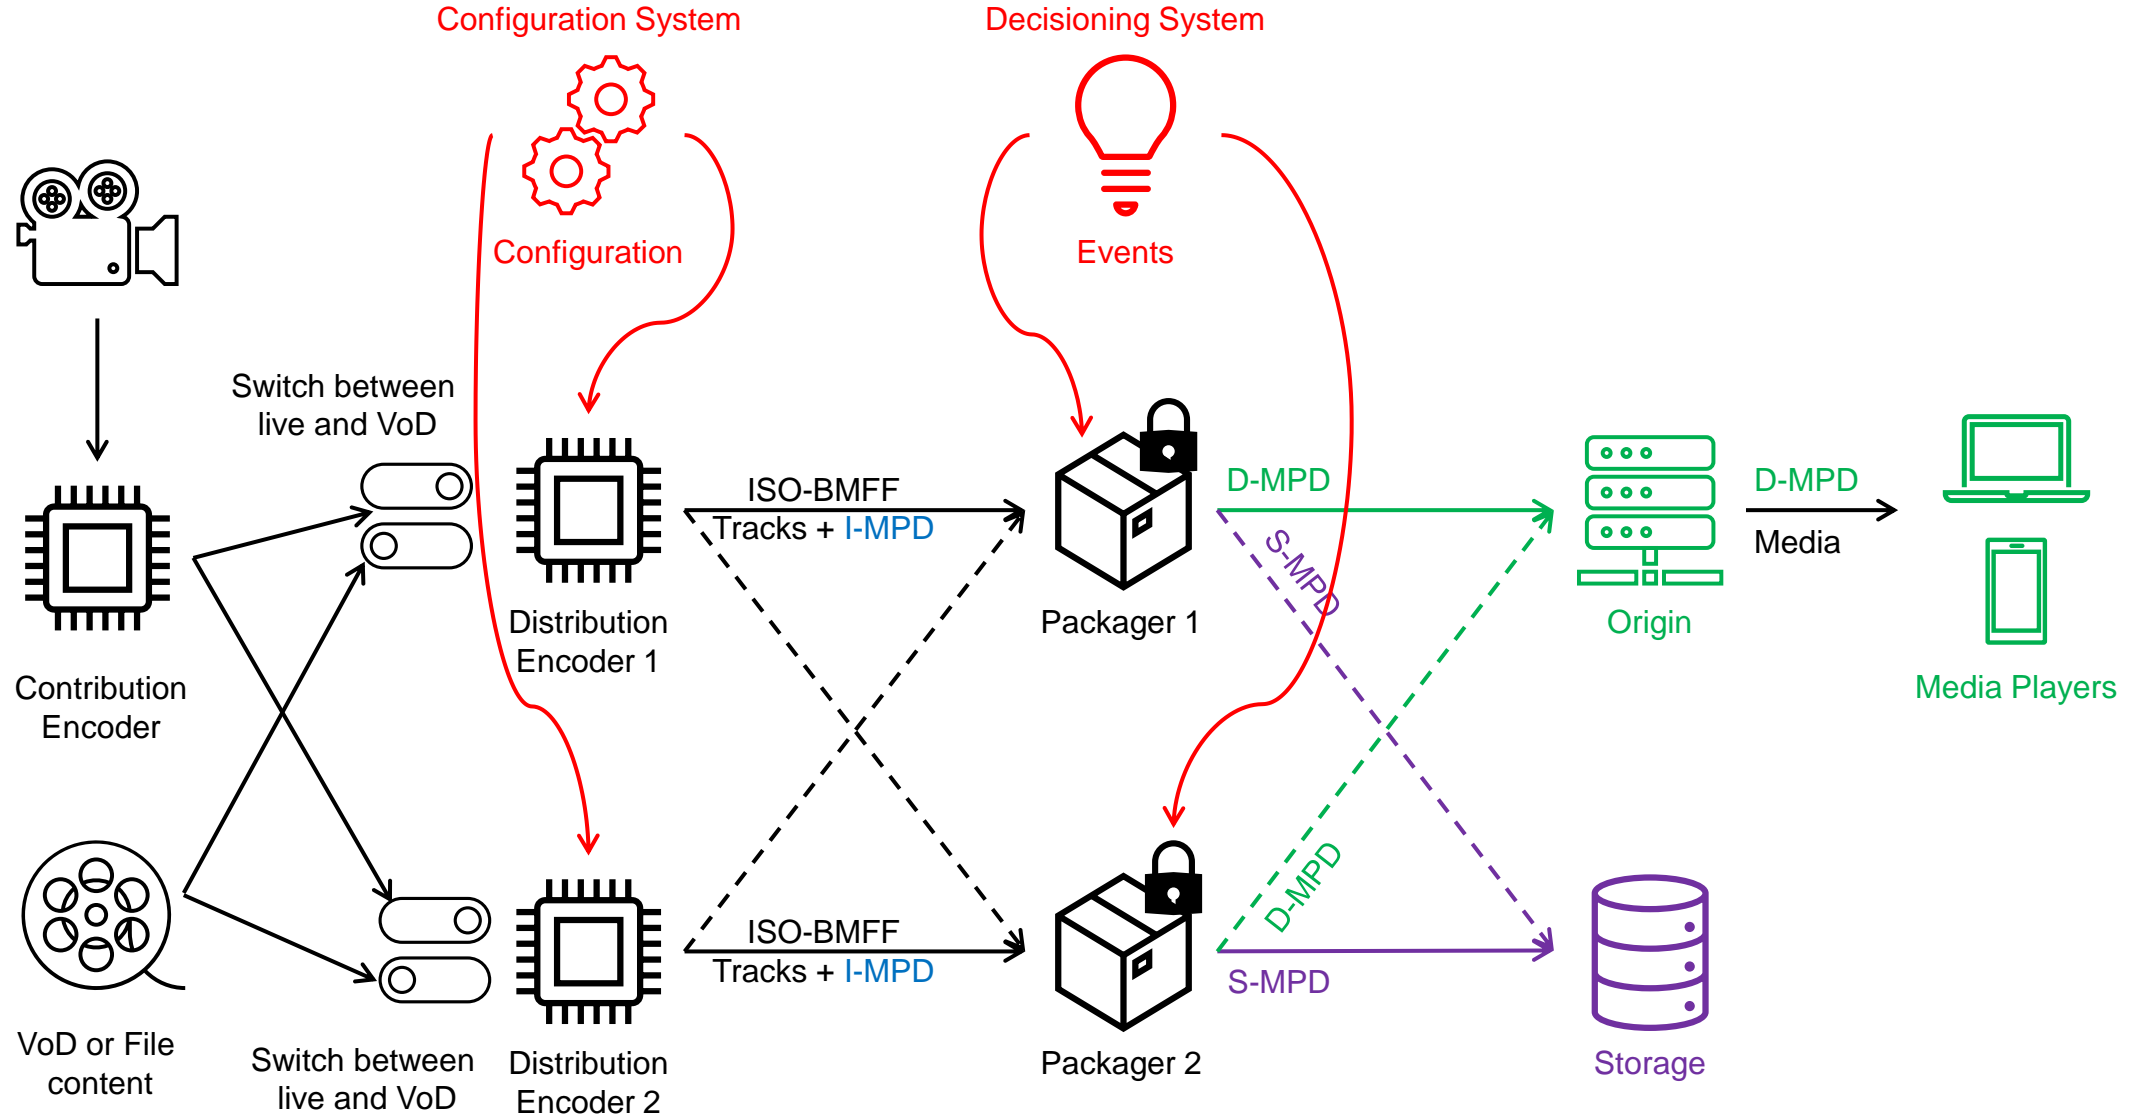 Configuration System
Decisioning System
Configuration
Events
Switch between
live and VoD
ISO-BMFF
Tracks + I-MPD
D-MPD
S-MPD
D-MPD
Media
Distribution
Encoder 1
Packager 1
Origin
Contribution
Encoder
Media Players
D-MPD
ISO-BMFF
Tracks + I-MPD
S-MPD
VoD or File
content
Switch between
live and VoD
Distribution
Encoder 2
Packager 2
Storage